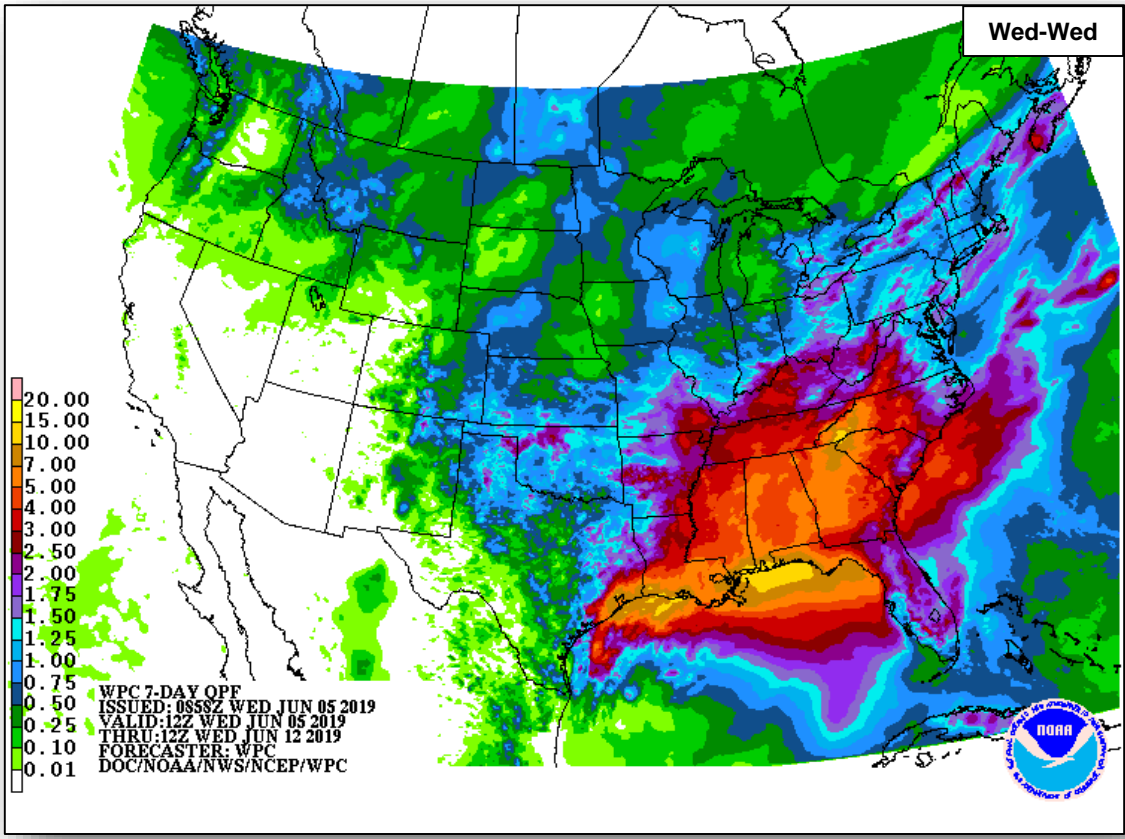 Wed-Wed
20.00
15.00
10.00
7.00
5.00
4.00
3.00
2.50
2.00
1.75
1.50
1.25
1.00
0.75
0.50
0.25
0.10
0.01
WPC 7-DAY QPF
ISSUED: 0858Z WED JUN 05 2019
VALID:12Z WED JUN 05 2019
THRU:12Z WED JUN 12 2019
FORECASTER: WPC
DOC/NOAA/NWS/NCEP/WPC
NOAA